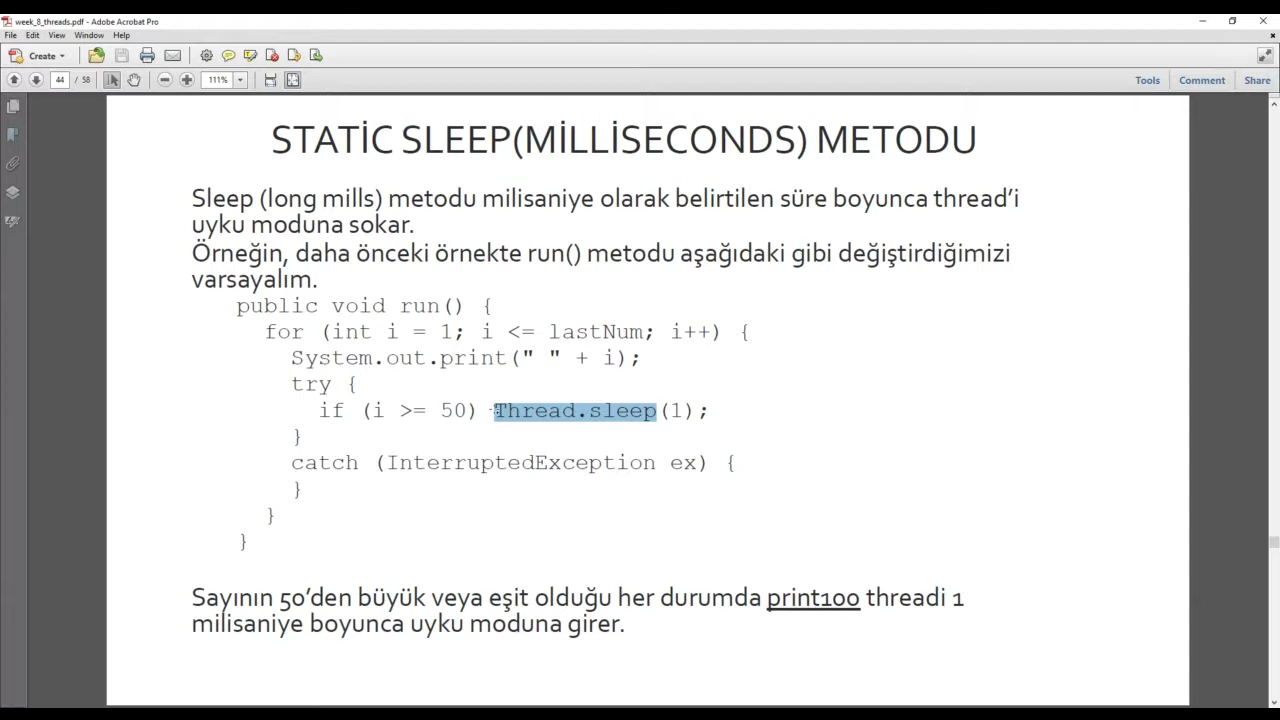 week_8_threads.pdf - Adobe Acrobat Pro
File Edit View Window Help
Create
44 / 58 111% Tools Comment Share
STATİC SLEEP(MİLLİSECONDS) METODU
Sleep (long mills) metodu milisaniye olarak belirtilen süre boyunca thread’i
uyku moduna sokar.
Örneğin, daha önceki örnekte run() metodu aşağıdaki gibi değiştirdiğimizi
varsayalım.
public void run() {
for (int i = 1; i <= lastNum; i++) {
System.out.print(" " + i);
try {
if (i >= 50) Thread.sleep(1);
}
catch (InterruptedException ex) {
}
}
}
Sayının 50’den büyük veya eşit olduğu her durumda print100 threadi 1
milisaniye boyunca uyku moduna girer.